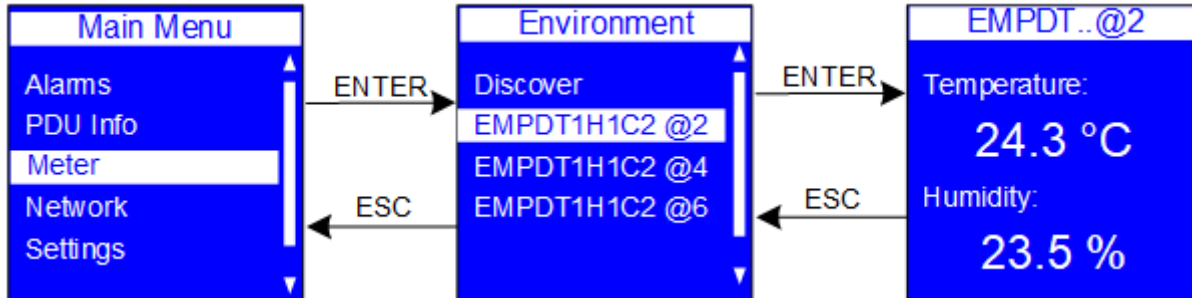 Main Menu
Alarms
PDU Info
Meter
Network
Settings
ENTER
ESC
Environment
Discover
EMPDT1H1C2 @2
EMPDT1H1C2 @4
EMPDT1H1C2 @6
ENTER
ESC
EMPDT..@2
Temperature:
24.3 °C
Humidity:
23.5 %